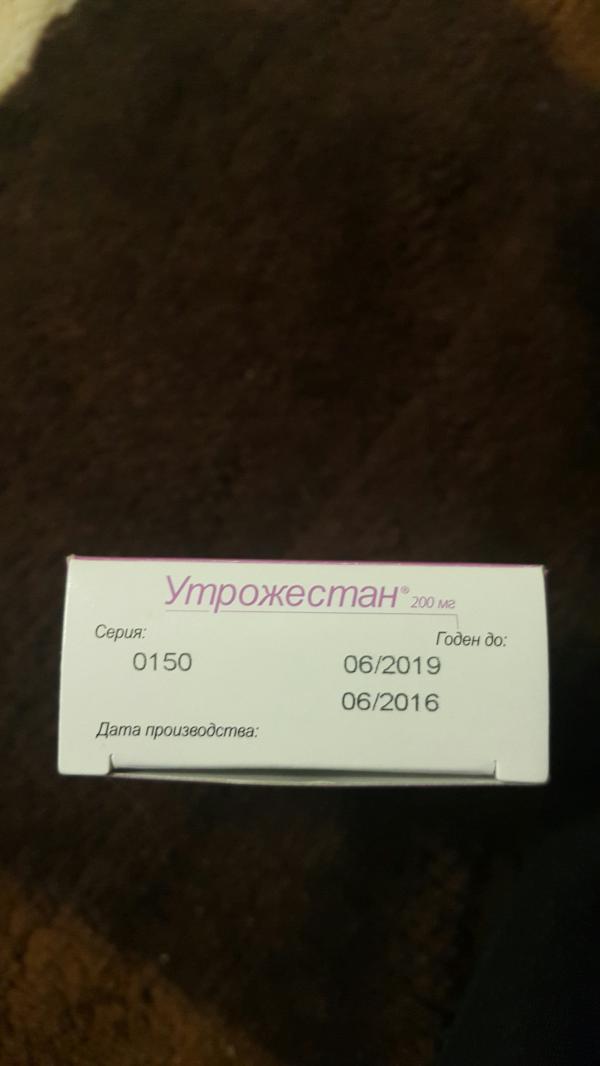 Утрожестан® 200 мг
Серия: Годен до:
0150 06/2019
06/2016
Дата производства: